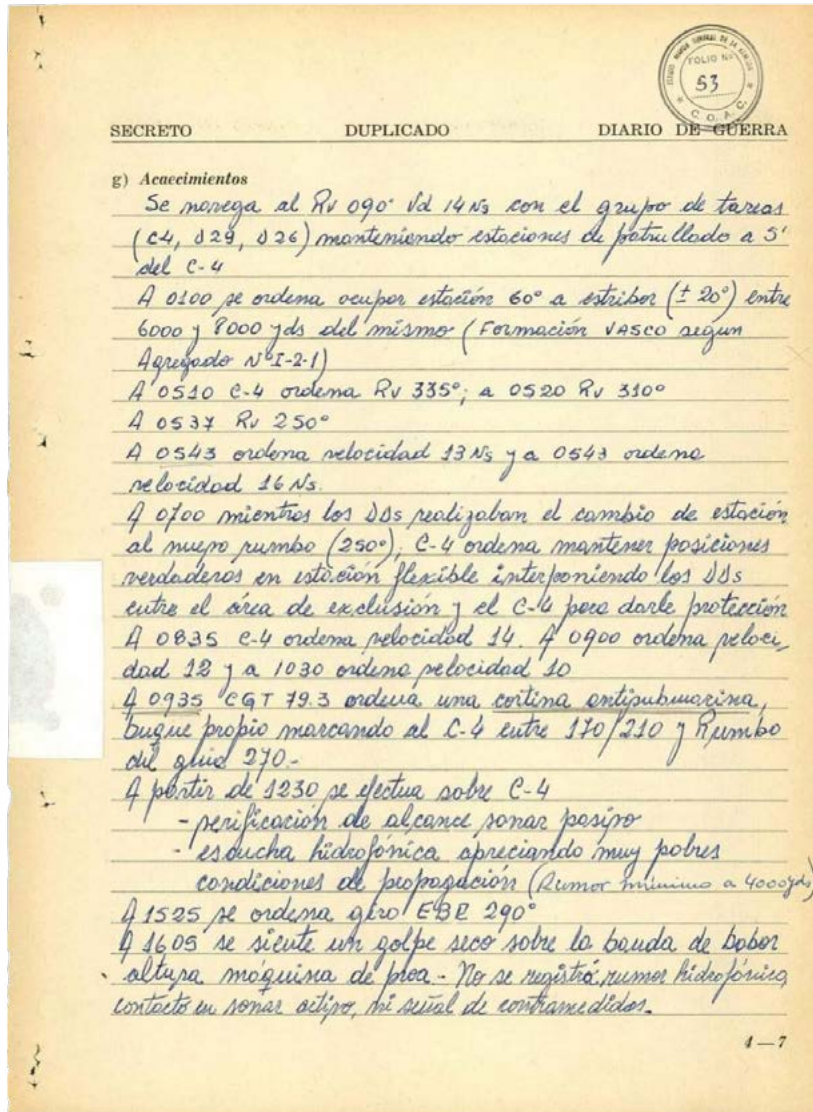 ESTADO MAYOR GENERAL DE LA ARMADA
FOLIO Nº
53
* C. O. A. C. *
SECRETO DUPLICADO DIARIO DE GUERRA
g) Acaecimientos
Se navega al Rv 090° Vd 14 Ns con el grupo de tareas
(C4, D29, D26) manteniendo estaciones de patrullado a 5'
del C-4
A 0100 se ordena ocupar estación 60° a estribor (± 20°) entre
6000 y 8000 yds del mismo (Formación VASCO según
Agregado Nº I-2-1)
A 0510 C-4 ordena Rv 335°; a 0520 Rv 310°
A 0537 Rv 250°
A 0543 ordena velocidad 13 Ns y a 0543 ordena
velocidad 16 Ns.
A 0700 mientras los DDs realizaban el cambio de estación
al nuevo rumbo (250°), C-4 ordena mantener posiciones
verdaderas en estación flexible interponiendo los DDs
entre el área de exclusión y el C-4 para darle protección
A 0835 C-4 ordena velocidad 14. A 0900 ordena veloci-
dad 12 y a 1030 ordena velocidad 10
A 0935 CGT 79.3 ordena una cortina antisubmarina,
buque propio marcando al C-4 entre 170/210 y Rumbo
del guía 270.-
A partir de 1230 se efectua sobre C-4
- verificación de alcance sonar pasivo
- escucha hidrofónica apreciando muy pobres
condiciones de propagación (Rumor mínimo a 4000 yds)
A 1525 se ordena giro EBR 290°
A 1605 se siente un golpe seco sobre la banda de babor
altura máquina de proa - No se registró rumor hidrofónico,
contacto en sonar activo, ni señal de contramedidas.
4—7